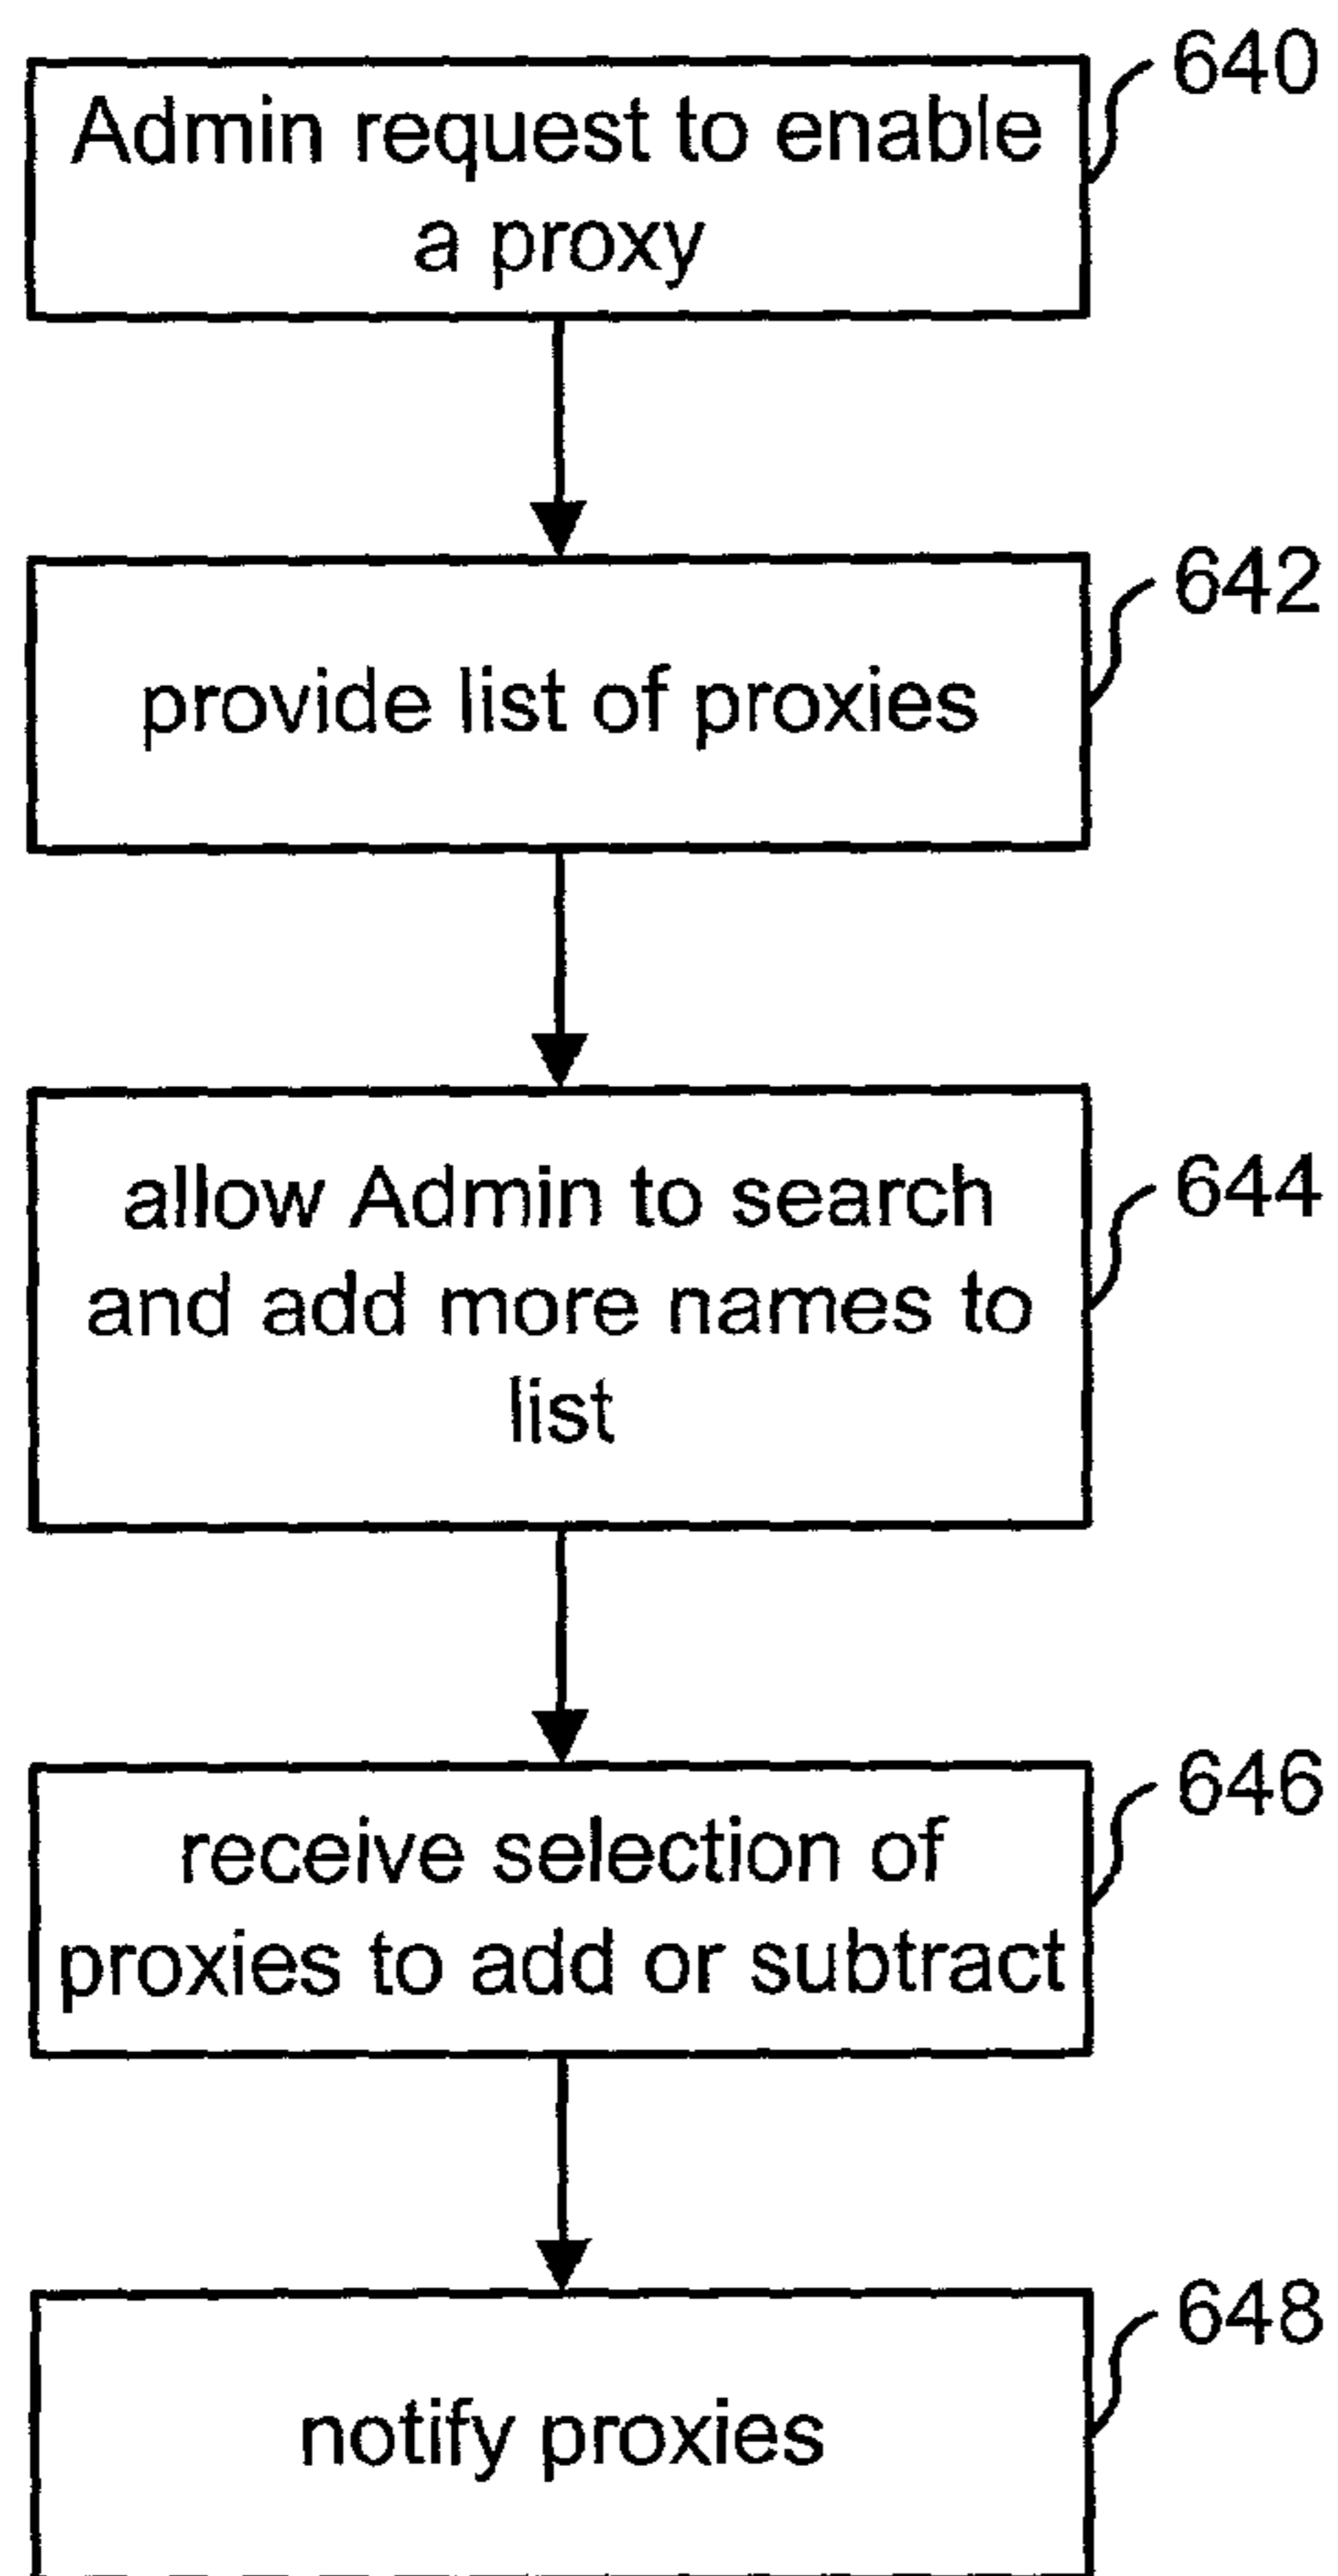 640
Admin request to enable
a proxy
642
provide list of proxies
644
allow Admin to search
and add more names to
list
646
receive selection of
proxies to add or subtract
648
notify proxies